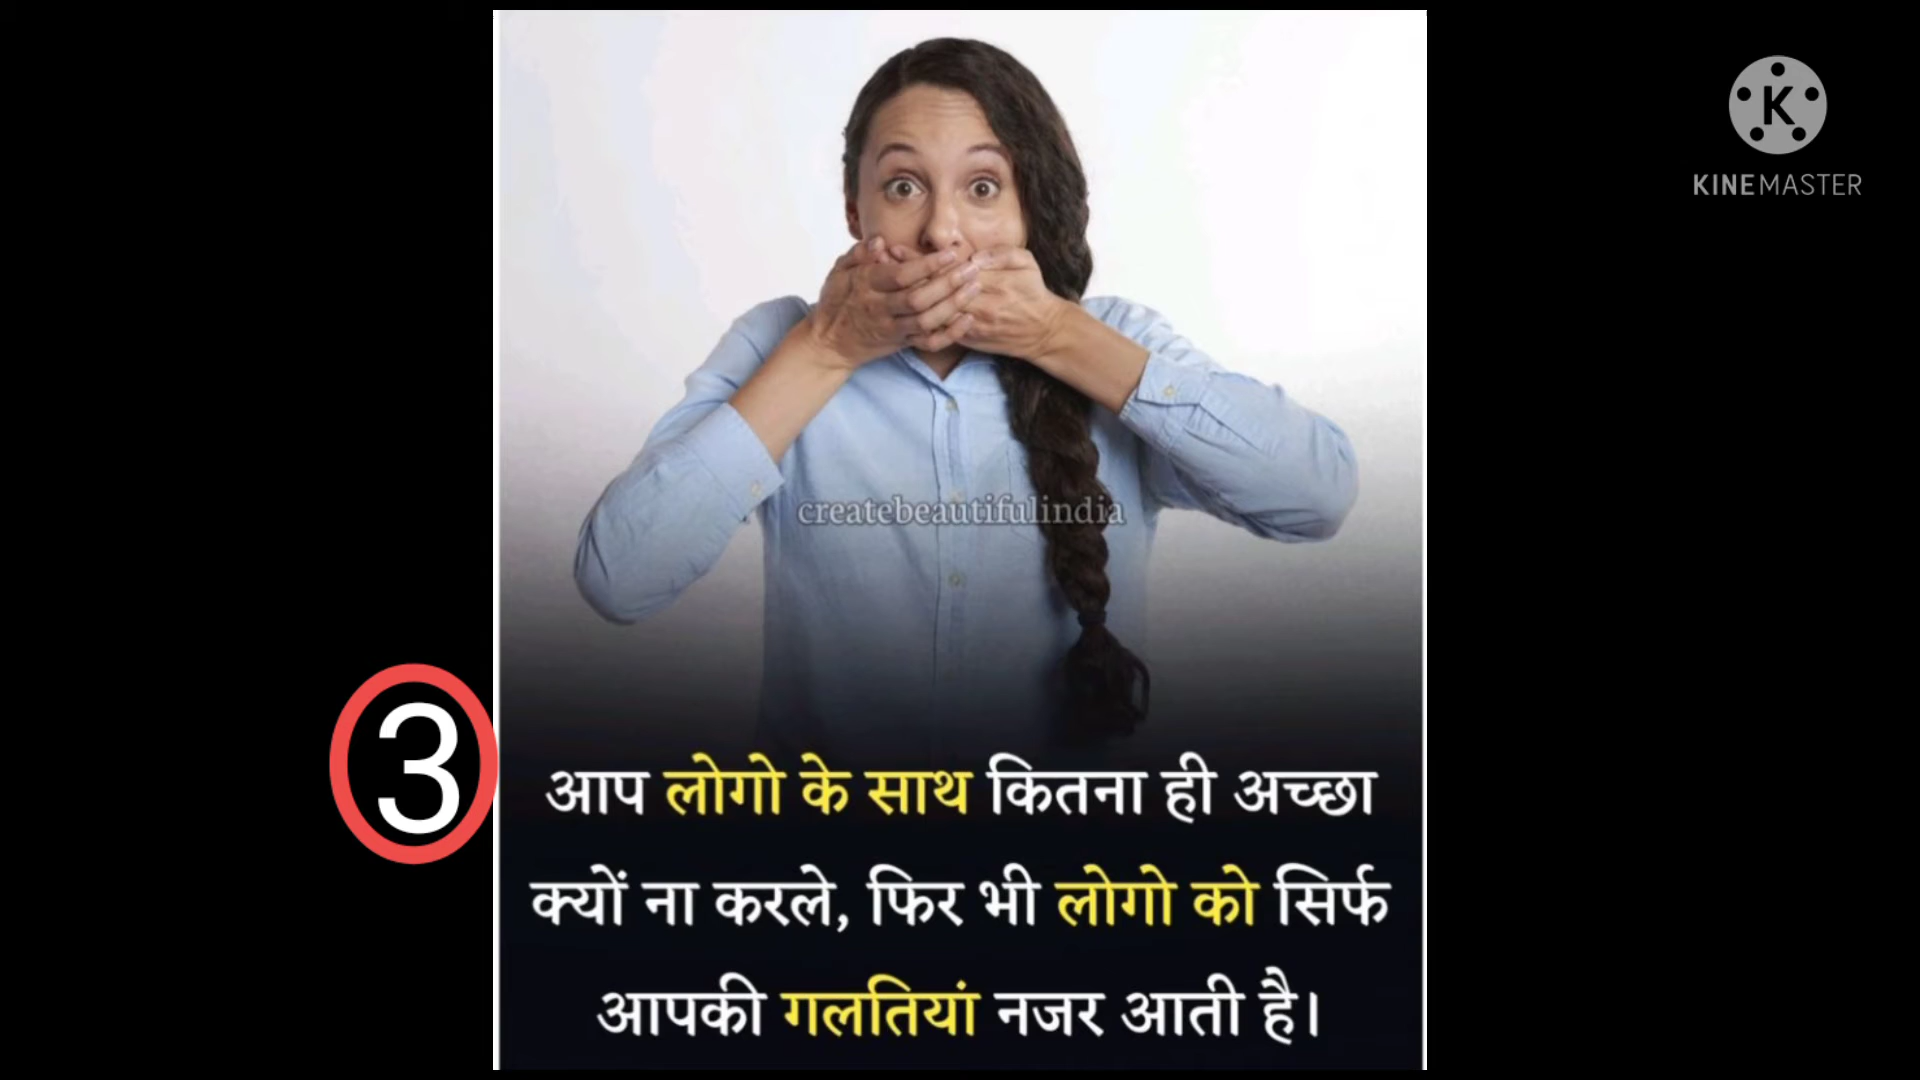 KINEMASTER
createbeautifulindia
3
आप लोगो के साथ कितना ही अच्छा
क्यों ना करले, फिर भी लोगो को सिर्फ
आपकी गलतियां नजर आती है।